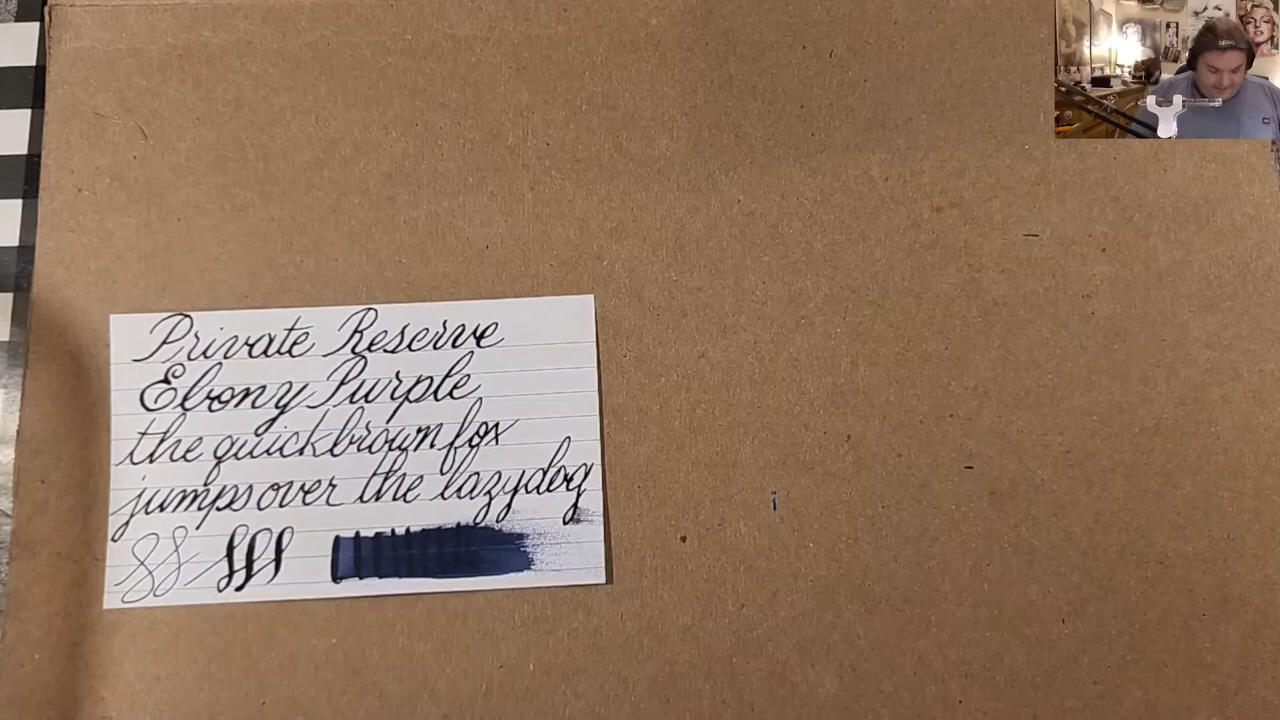 Private Reserve
Ebony Purple
the quick brown fox
jumps over the lazy dog